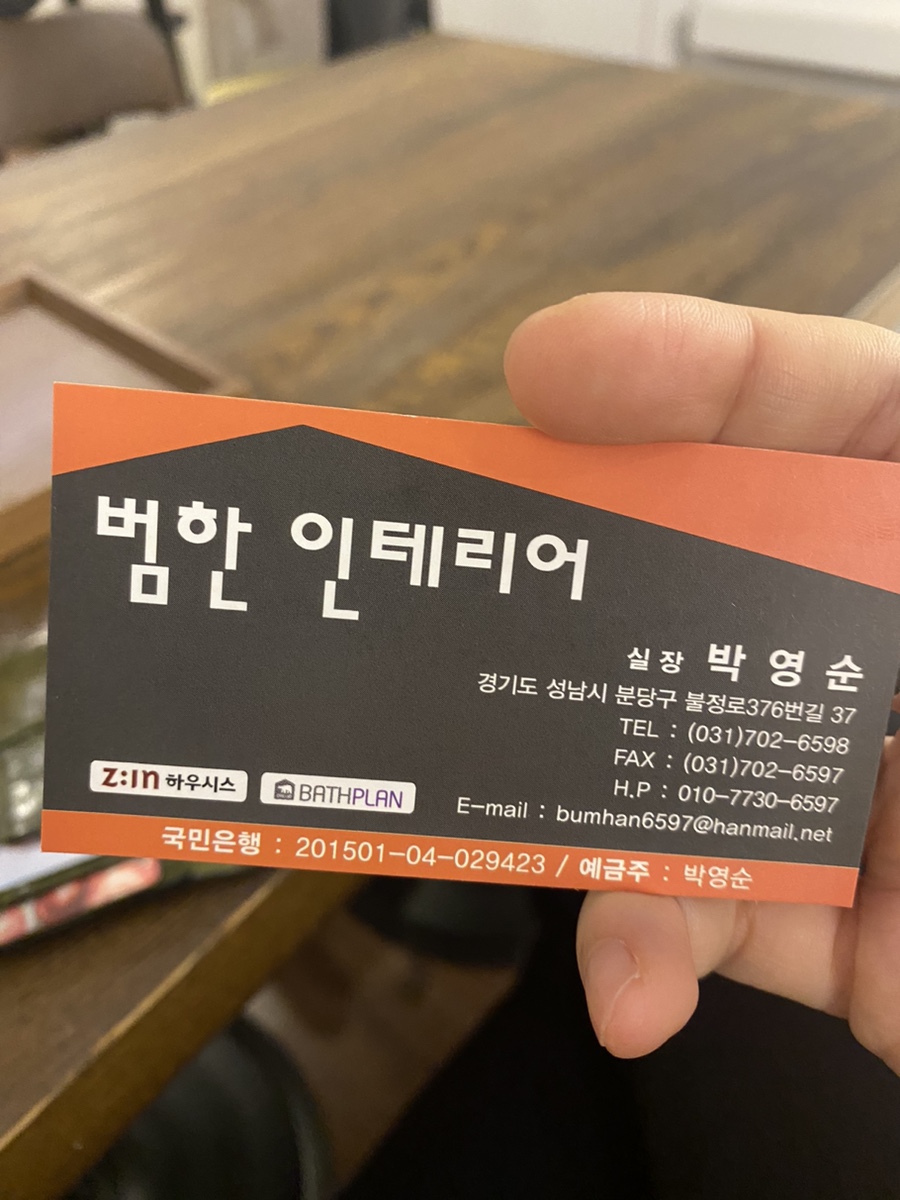 범한 인테리어
실장 박영순
경기도 성남시 분당구 불정로376번길 37
TEL : (031)702-6598
FAX : (031)702-6597
H.P : 010-7730-6597
E-mail : bumhan6597@hanmail.net
Z:IN 하우시스 BATHPLAN
국민은행 : 201501-04-029423 / 예금주 : 박영순